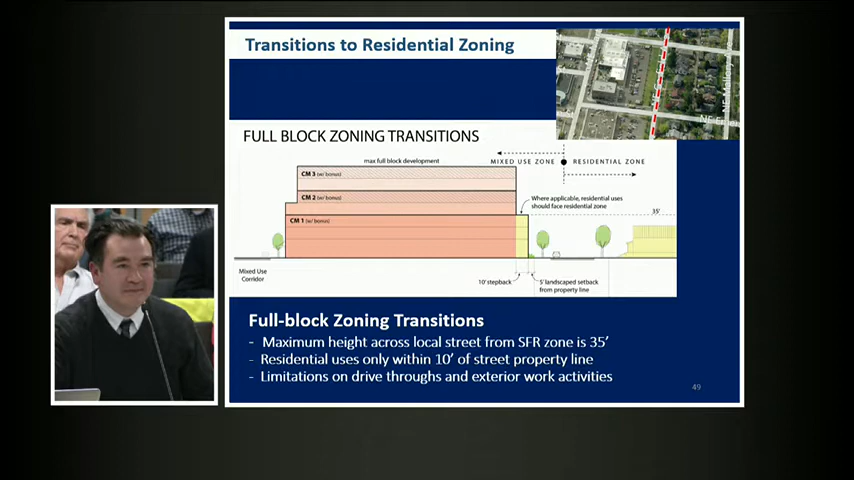 Transitions to Residential Zoning
NE Mallory
FULL BLOCK ZONING TRANSITIONS
max full block development
MIXED USE ZONE
RESIDENTIAL ZONE
CM 3 (w/ bonus)
CM 2 (w/ bonus)
CM 1 (w/ bonus)
Where applicable, residential uses
should face residential zone
35'
Mixed Use
Corridor
10' stepback
5' landscaped setback
from property line
Full-block Zoning Transitions
- Maximum height across local street from SFR zone is 35’
- Residential uses only within 10’ of street property line
- Limitations on drive throughs and exterior work activities
49